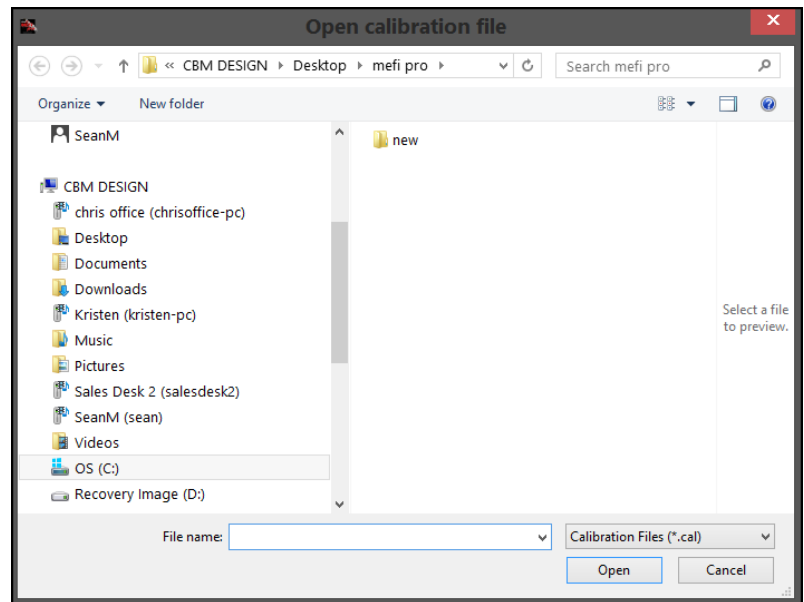 Open calibration file
« CBM DESIGN Desktop mefi pro
Search mefi pro
Organize
New folder
SeanM
CBM DESIGN
chris office (chrisoffice-pc)
Desktop
Documents
Downloads
Kristen (kristen-pc)
Music
Pictures
Sales Desk 2 (salesdesk2)
SeanM (sean)
Videos
OS (C:)
Recovery Image (D:)
new
Select a file
to preview.
File name:
Calibration Files (*.cal)
Open
Cancel